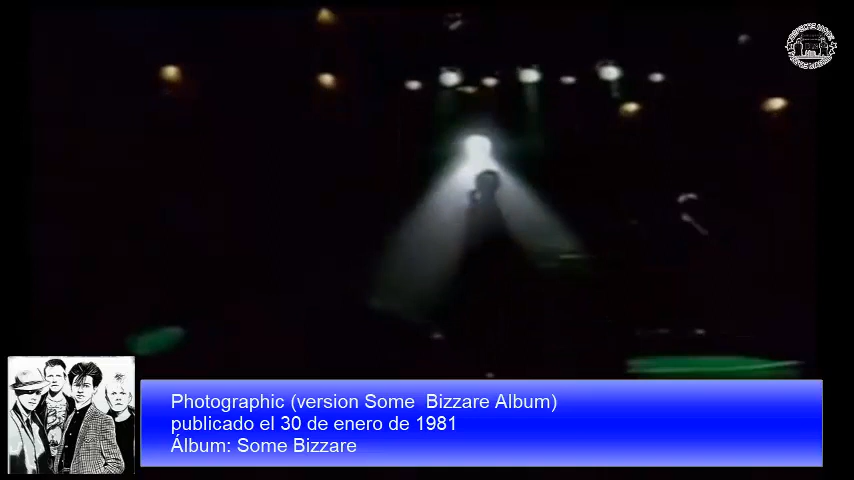 Photographic (version Some  Bizzare Album)
publicado el 30 de enero de 1981
Álbum: Some Bizzare